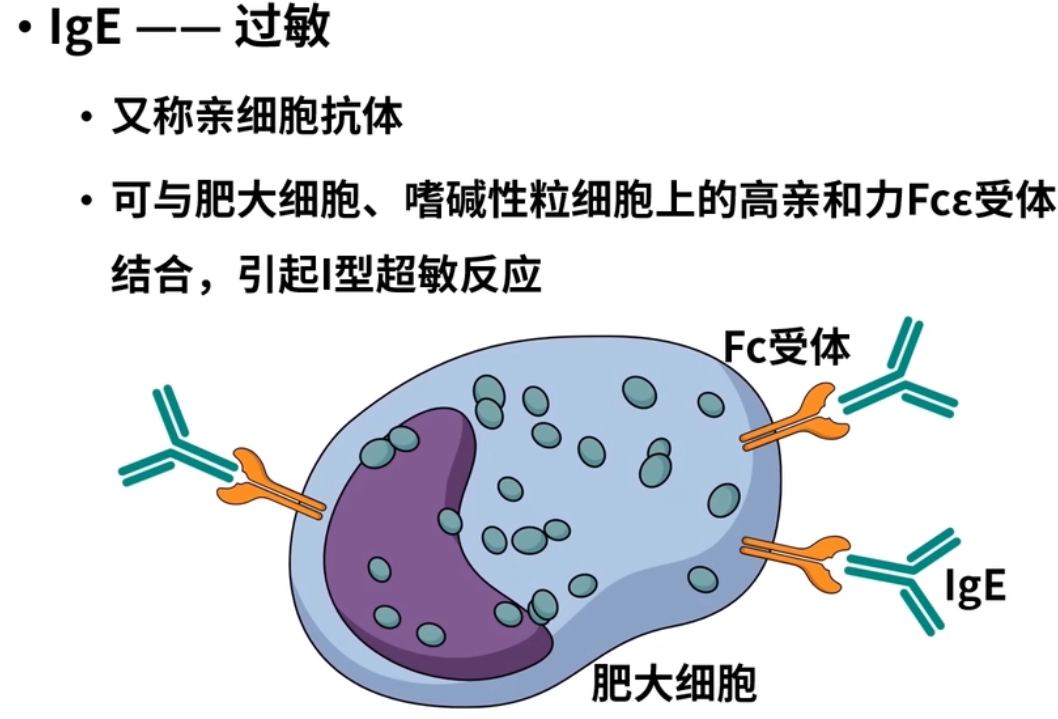 • IgE —— 过敏
• 又称亲细胞抗体
• 可与肥大细胞、嗜碱性粒细胞上的高亲和力Fcε受体
结合，引起I型超敏反应
Fc受体
IgE
肥大细胞